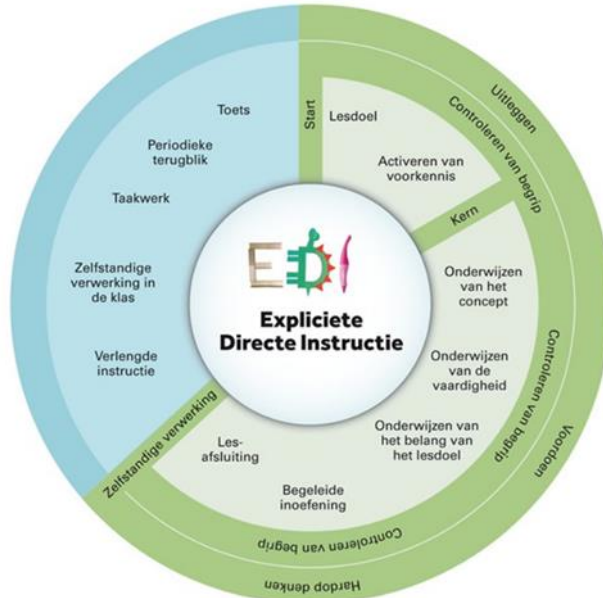 EDI
Expliciete
Directe Instructie
Start
Lesdoel
Activeren van
voorkennis
Kern
Onderwijzen
van het
concept
Onderwijzen
van de
vaardigheid
Onderwijzen
van het belang van
het lesdoel
Begeleide
inoefening
Les-
afsluiting
Zelfstandige verwerking
Verlengde
instructie
Zelfstandige
verwerking in
de klas
Taakwerk
Periodieke
terugblik
Toets
Controleren van begrip
Controleren van begrip
Controleren van begrip
Uitleggen
Voordoen
Hardop denken